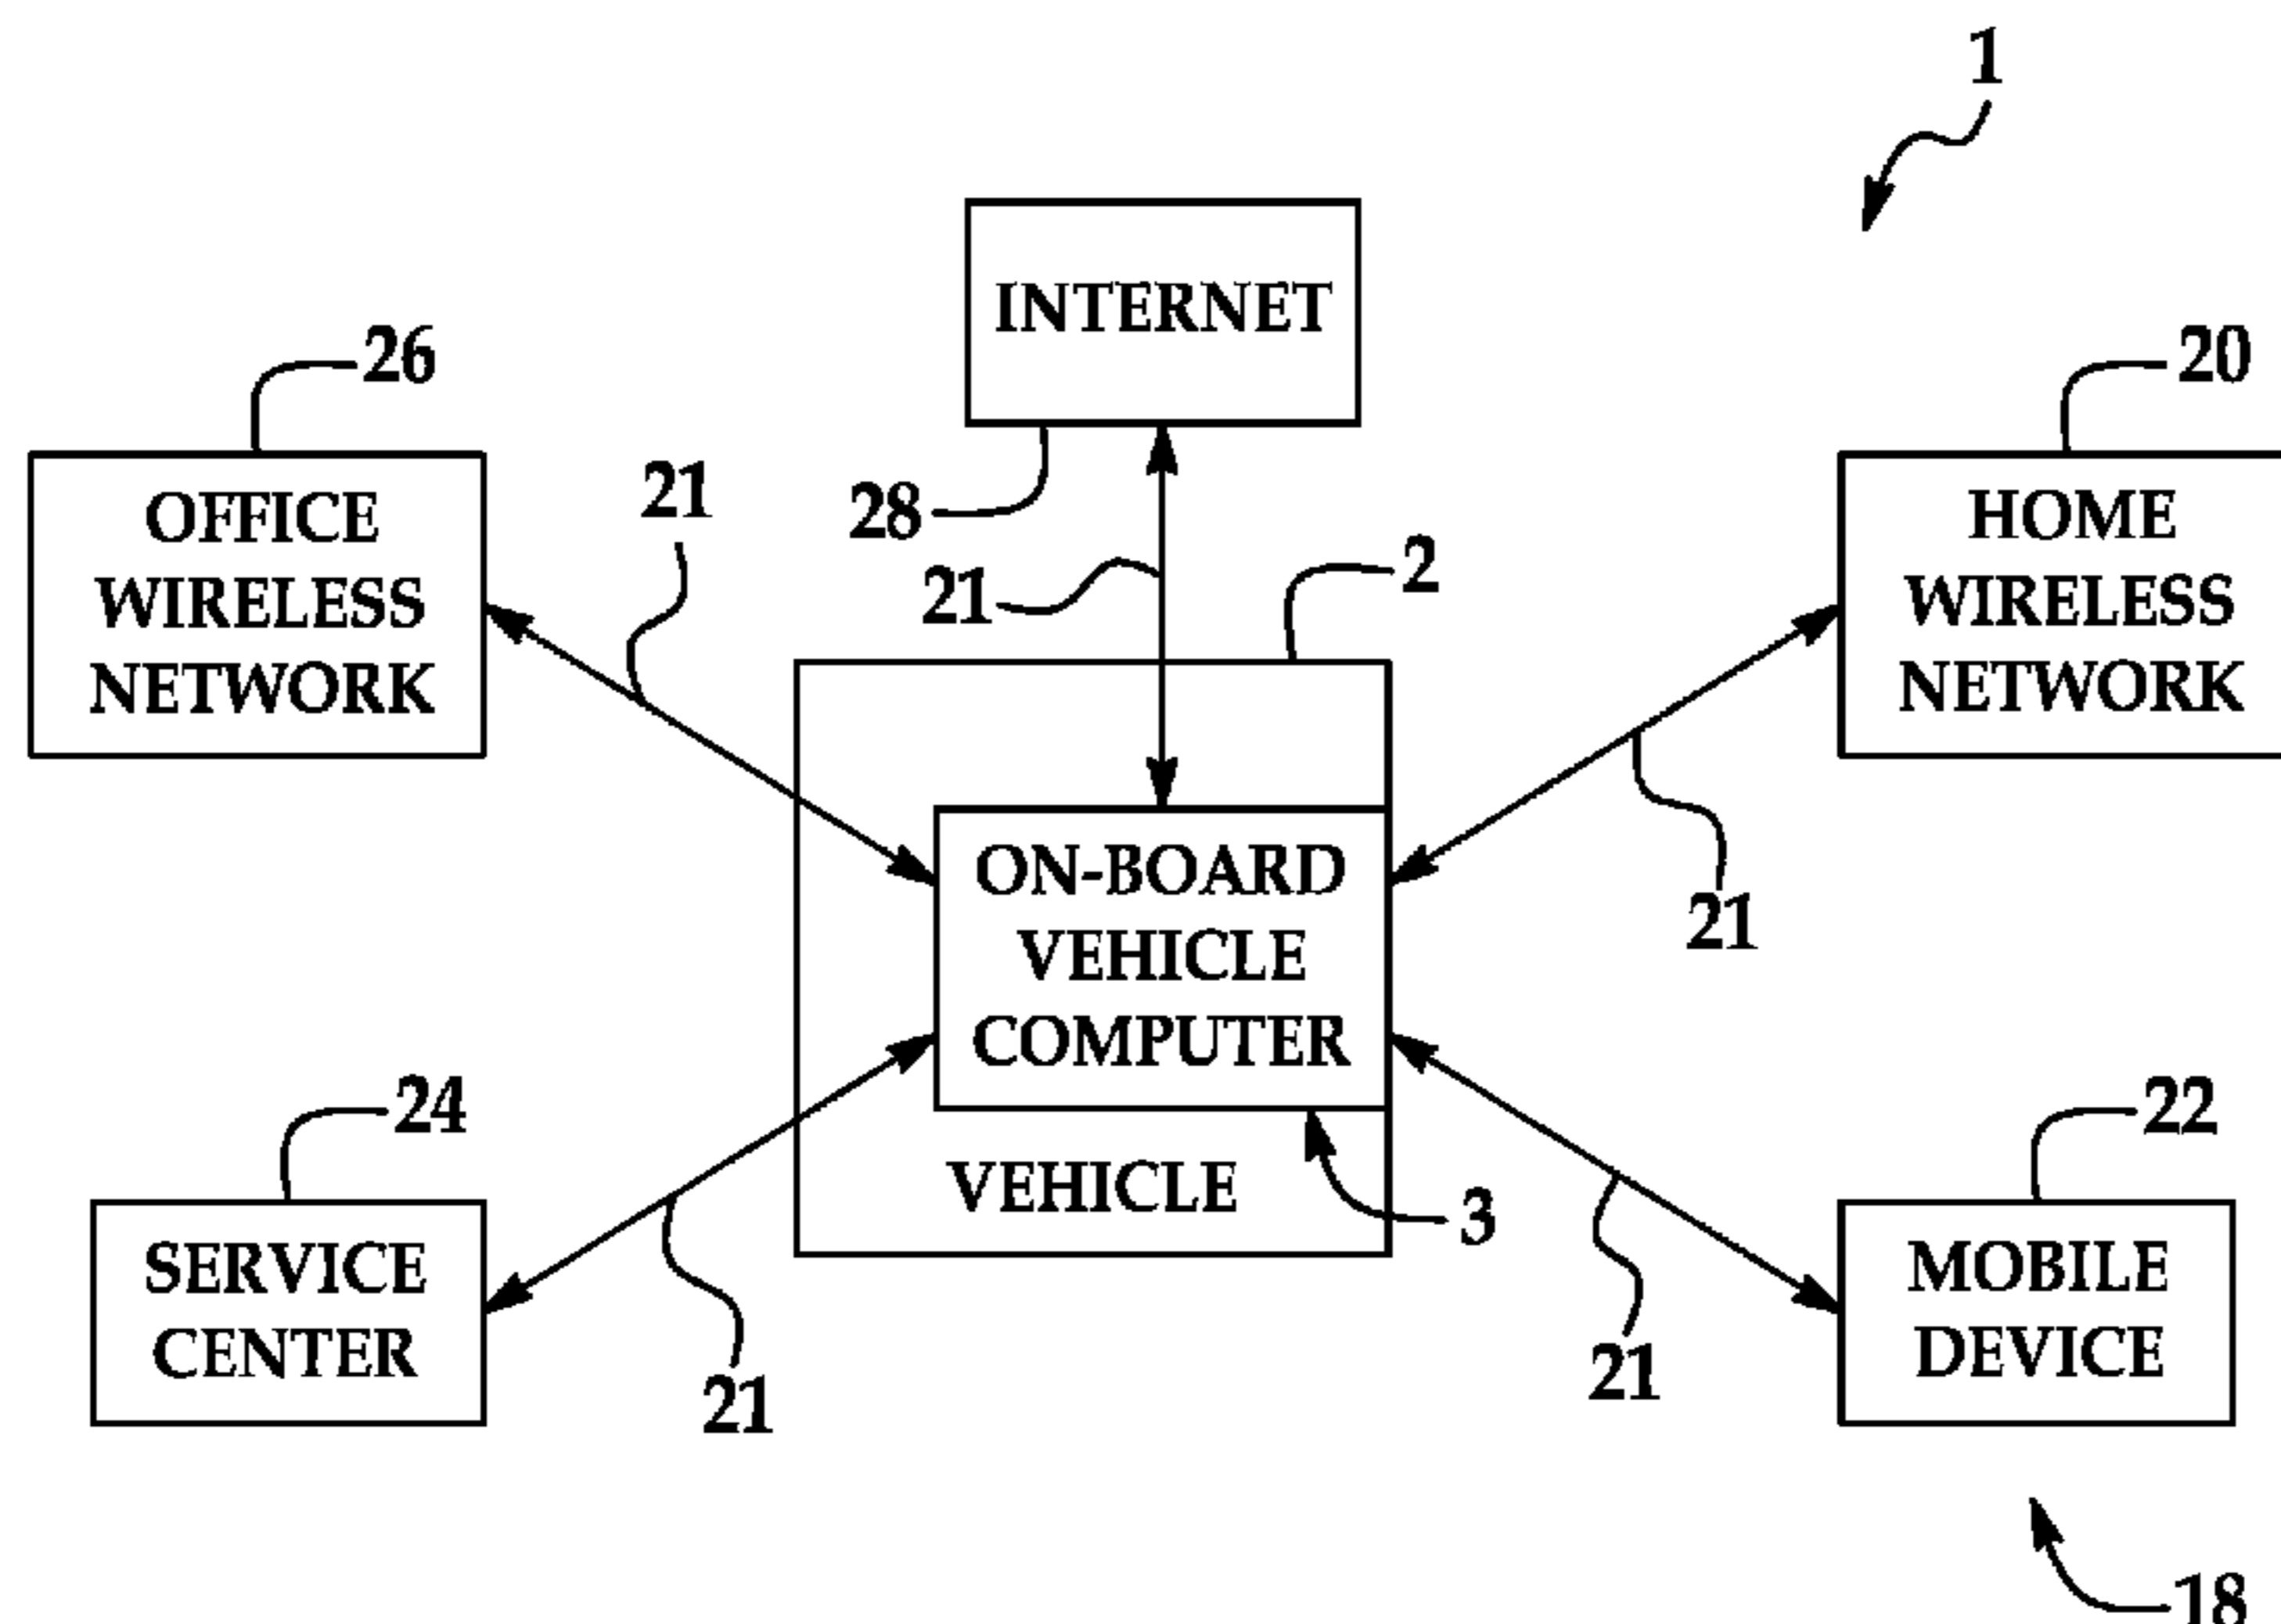 1
INTERNET
26
20
28
21
21
2
OFFICE
WIRELESS
NETWORK
HOME
WIRELESS
NETWORK
ON-BOARD
VEHICLE
COMPUTER
21
24
22
VEHICLE
3
SERVICE
CENTER
21
21
MOBILE
DEVICE
18